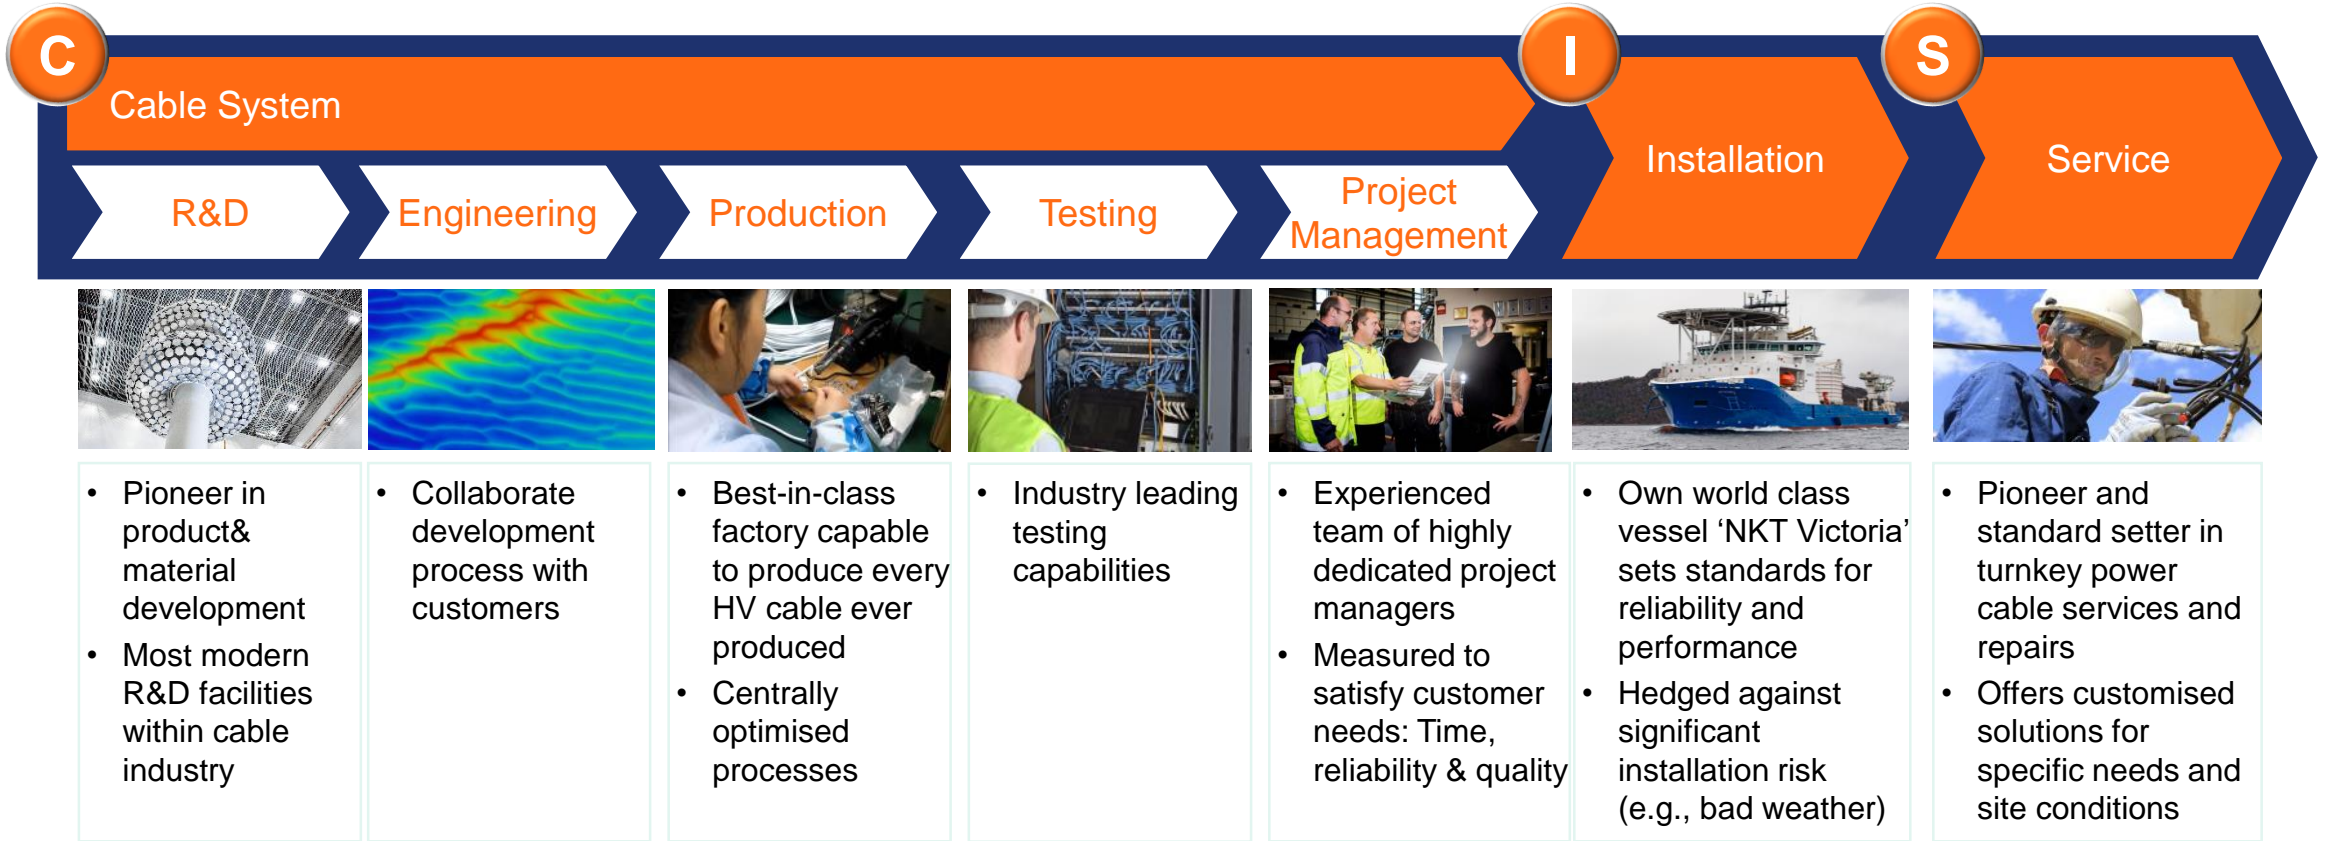 C
I
S
Cable System
Installation
Service
R&D
Engineering
Production
Testing
Project
Management
• Pioneer in
product&
material
development
• Most modern
R&D facilities
within cable
industry
• Collaborate
development
process with
customers
• Best-in-class
factory capable
to produce every
HV cable ever
produced
• Centrally
optimised
processes
• Industry leading
testing
capabilities
• Experienced
team of highly
dedicated project
managers
• Measured to
satisfy customer
needs: Time,
reliability & quality
• Own world class
vessel ‘NKT Victoria’
sets standards for
reliability and
performance
• Hedged against
significant
installation risk
(e.g., bad weather)
• Pioneer and
standard setter in
turnkey power
cable services and
repairs
• Offers customised
solutions for
specific needs and
site conditions